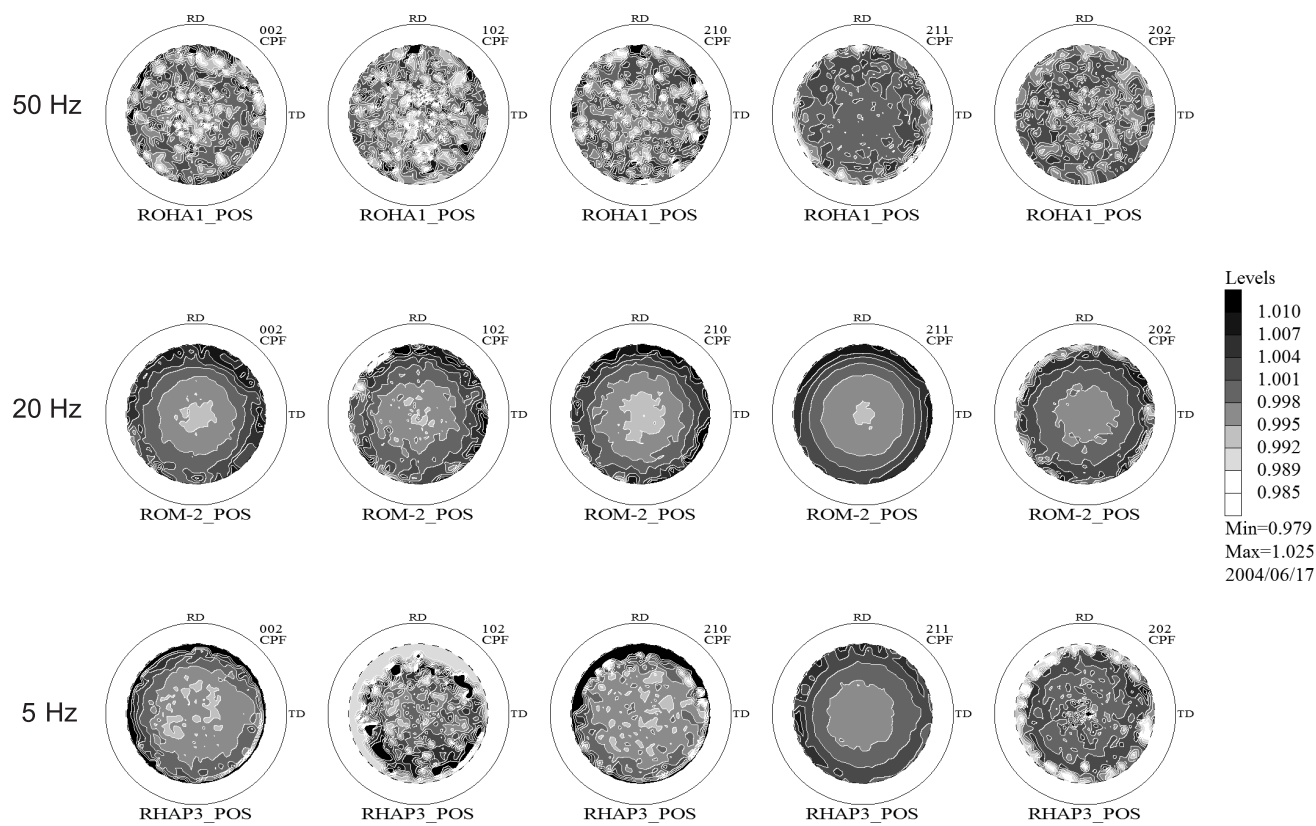 RD
002
CPF
TD
ROHA1_POS
RD
102
CPF
TD
ROHA1_POS
RD
210
CPF
TD
ROHA1_POS
RD
211
CPF
TD
ROHA1_POS
RD
202
CPF
TD
ROHA1_POS
50 Hz
RD
002
CPF
TD
ROM-2_POS
RD
102
CPF
TD
ROM-2_POS
RD
210
CPF
TD
ROM-2_POS
RD
211
CPF
TD
ROM-2_POS
RD
202
CPF
TD
ROM-2_POS
20 Hz
Levels
1.010
1.007
1.004
1.001
0.998
0.995
0.992
0.989
0.985
Min=0.979
Max=1.025
2004/06/17
RD
002
CPF
TD
RHAP3_POS
RD
102
CPF
TD
RHAP3_POS
RD
210
CPF
TD
RHAP3_POS
RD
211
CPF
TD
RHAP3_POS
RD
202
CPF
TD
RHAP3_POS
5 Hz